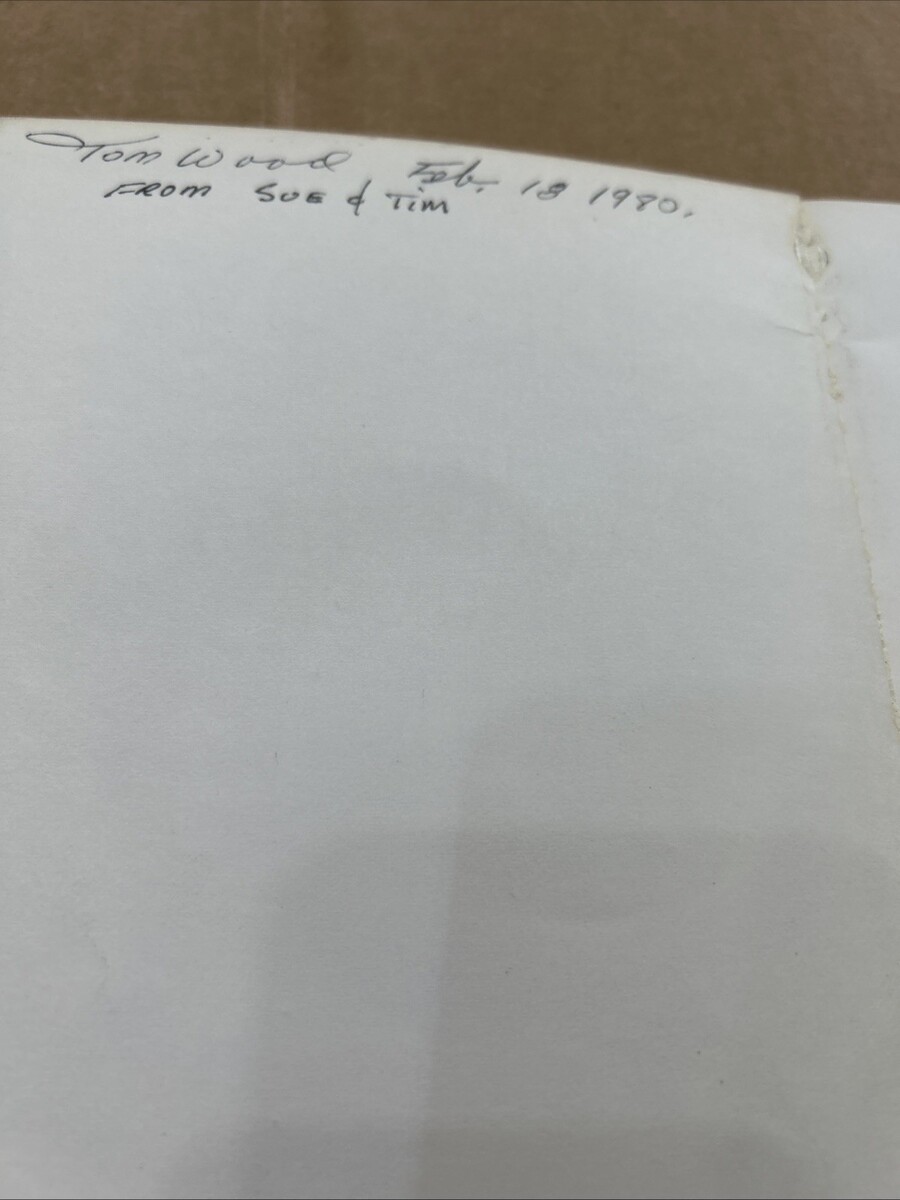 Tom Wood Feb. 18 1980.
FROM SUE & TiM